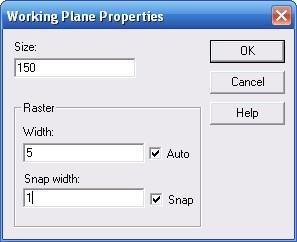 Working Plane Properties
Size:
150
OK
Cancel
Help
Raster
Width:
5
Auto
Snap width:
1
Snap